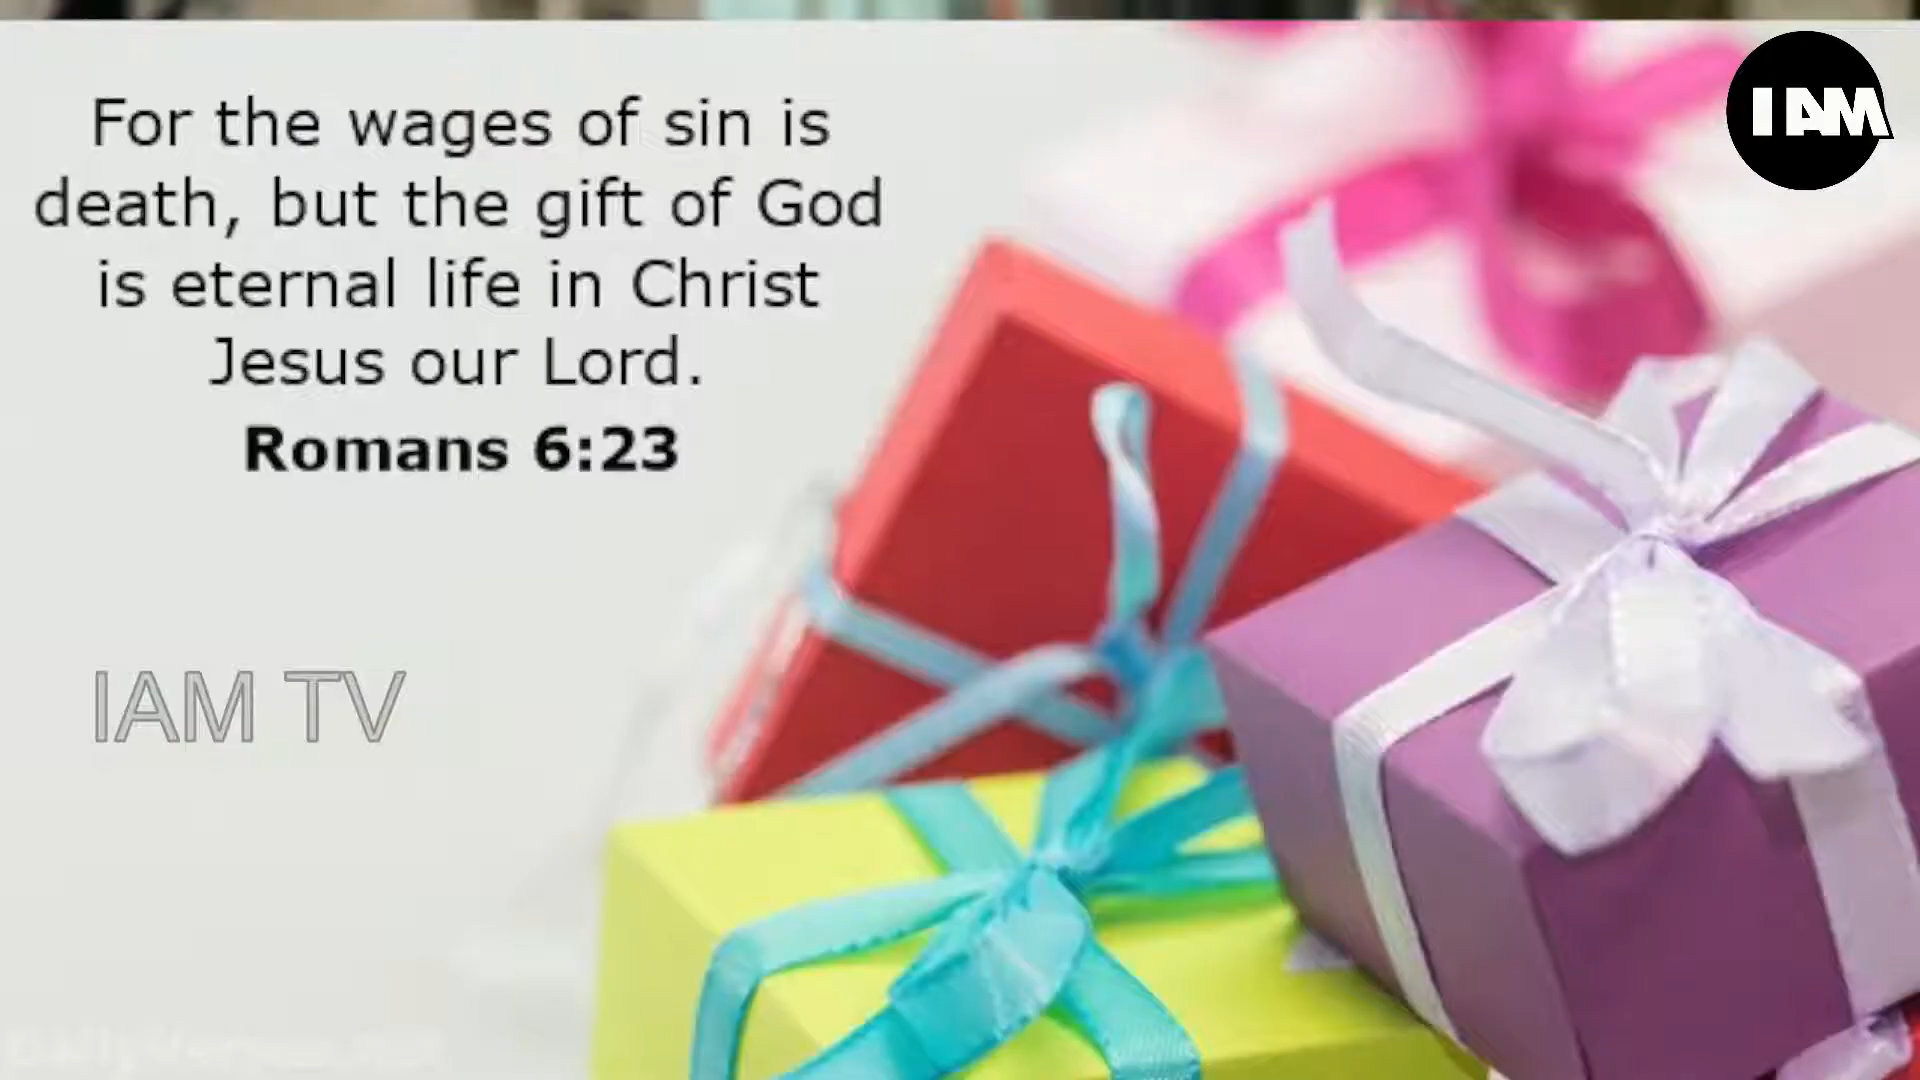 For the wages of sin is
death, but the gift of God
is eternal life in Christ
Jesus our Lord.
Romans 6:23
I AM
IAM TV